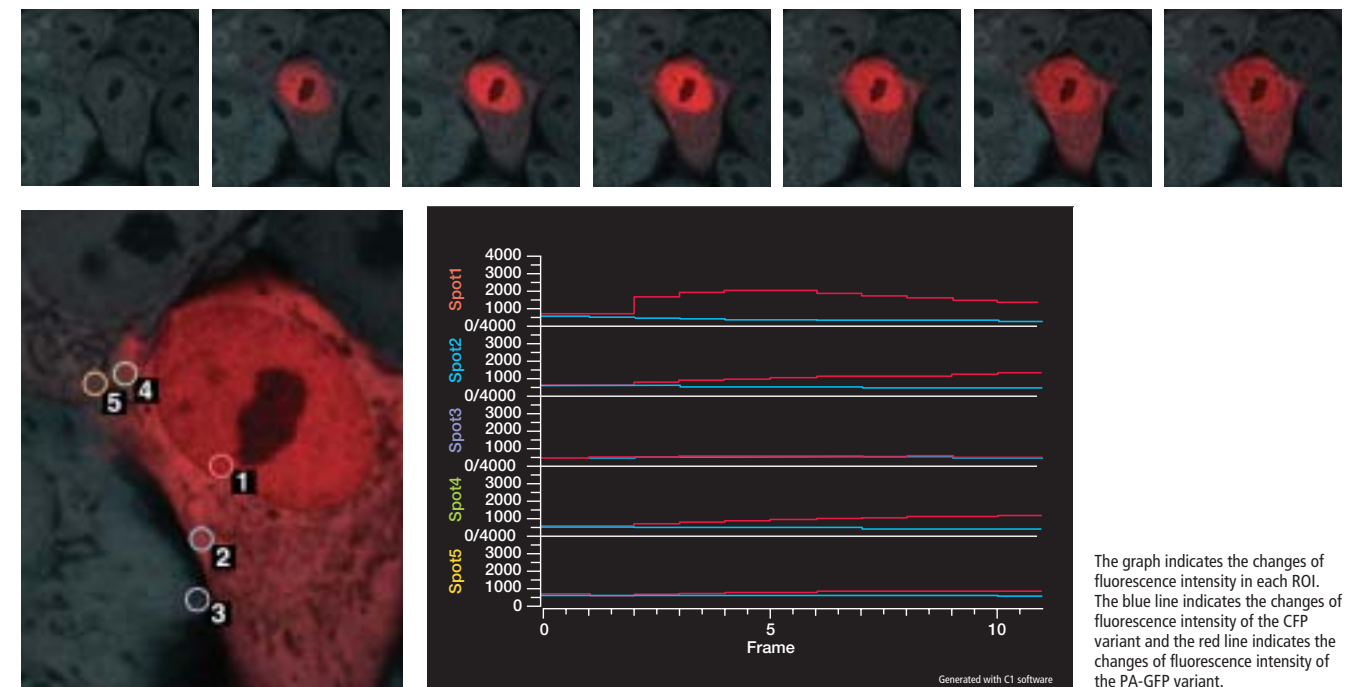 5
4
1
2
3
Spot1
4000
3000
2000
1000
0/4000
Spot2
3000
2000
1000
0/4000
Spot3
3000
2000
1000
0/4000
Spot4
3000
2000
1000
0/4000
Spot5
3000
2000
1000
0
0 5 10
Frame
Generated with C1 software
The graph indicates the changes of
fluorescence intensity in each ROI.
The blue line indicates the changes of
fluorescence intensity of the CFP
variant and the red line indicates the
changes of fluorescence intensity of
the PA-GFP variant.